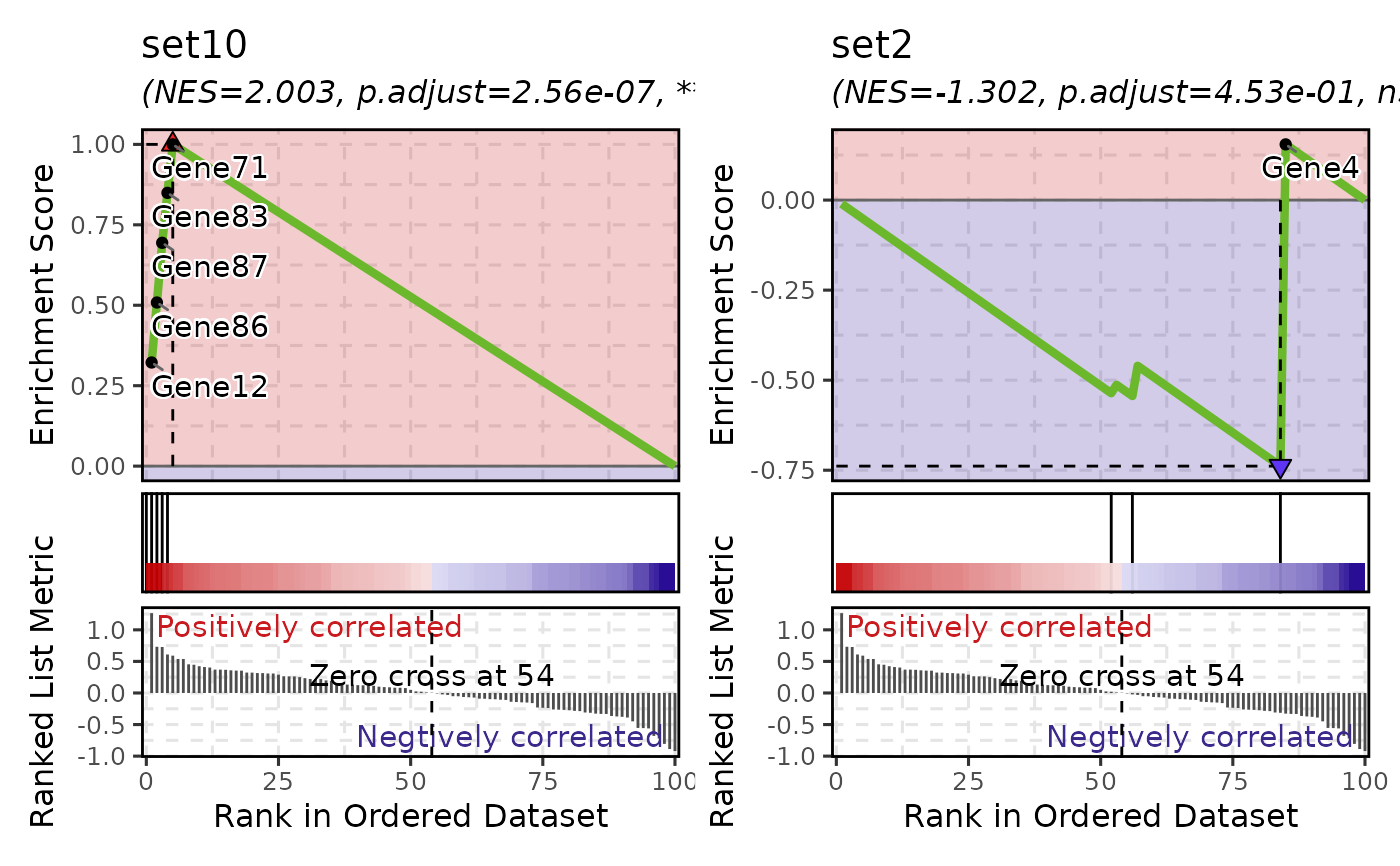 set10
(NES=2.003, p.adjust=2.56e-07, **
Enrichment Score
1.00
0.75
0.50
0.25
0.00
Gene71
Gene83
Gene87
Gene86
Gene12
Ranked List Metric
1.0
0.5
0.0
-0.5
-1.0
Positively correlated
Zero cross at 54
Negtively correlated
0 25 50 75 100
Rank in Ordered Dataset
set2
(NES=-1.302, p.adjust=4.53e-01, n
Enrichment Score
0.00
-0.25
-0.50
-0.75
Gene4
Ranked List Metric
1.0
0.5
0.0
-0.5
-1.0
Positively correlated
Zero cross at 54
Negtively correlated
0 25 50 75 100
Rank in Ordered Dataset